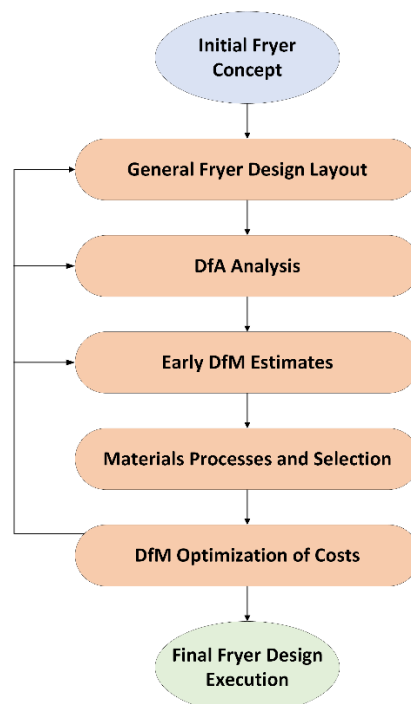 Initial Fryer
Concept
General Fryer Design Layout
DfA Analysis
Early DfM Estimates
Materials Processes and Selection
DfM Optimization of Costs
Final Fryer Design
Execution